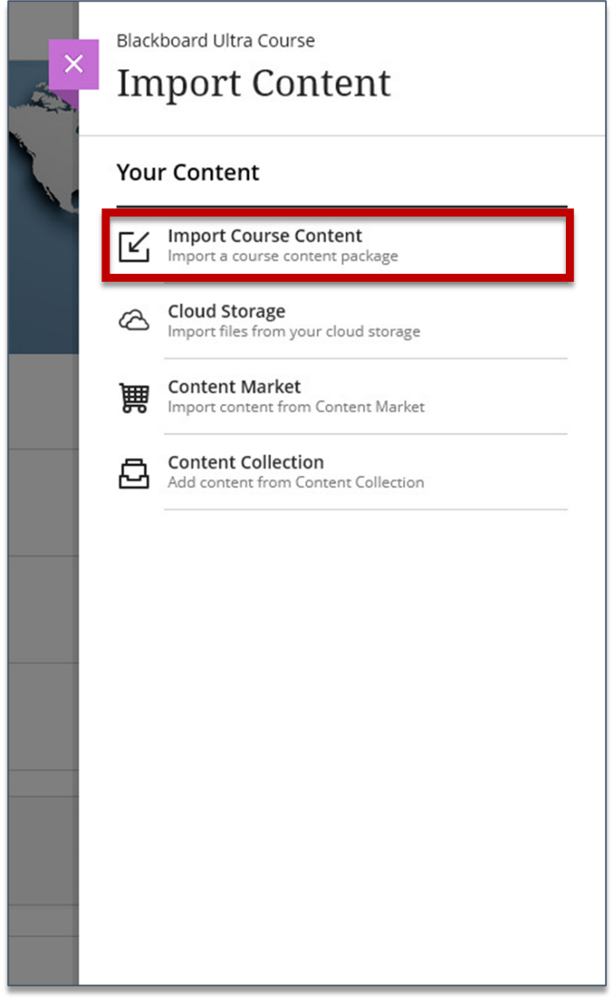 Blackboard Ultra Course
Import Content
Your Content
Import Course Content
Import a course content package
Cloud Storage
Import files from your cloud storage
Content Market
Import content from Content Market
Content Collection
Add content from Content Collection